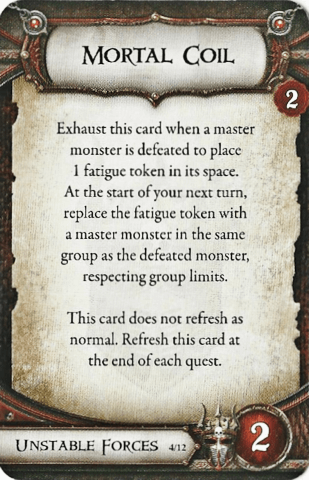 Mortal Coil
2
Exhaust this card when a master
monster is defeated to place
1 fatigue token in its space.
At the start of your next turn,
replace the fatigue token with
a master monster in the same
group as the defeated monster,
respecting group limits.
This card does not refresh as
normal. Refresh this card at
the end of each quest.
Unstable Forces 4/12
2